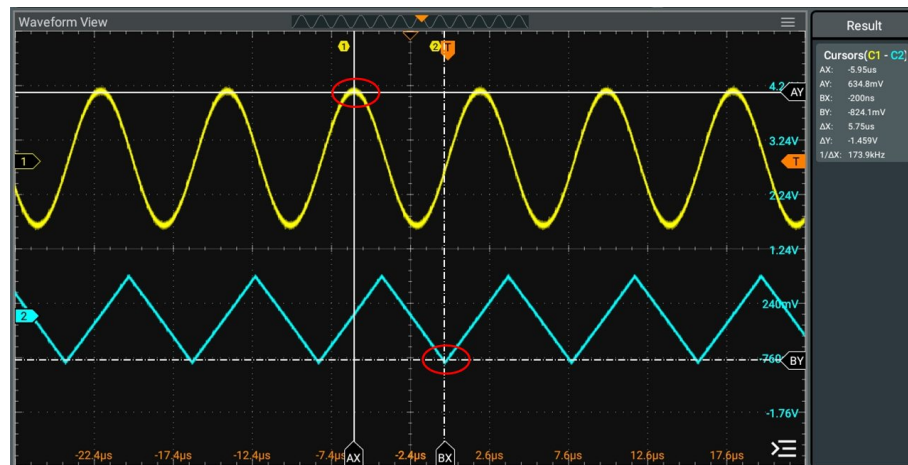 Waveform View
Result
1
2
T
Cursors(C1 - C2)
AX: -5.95us
AY: 634.8mV
BX: -200ns
BY: -824.1mV
ΔX: 5.75us
ΔY: -1.459V
1/ΔX: 173.9kHz
AY
3.24V
1
T
2.24V
1.24V
240mV
2
-760
BY
-1.76V
-22.4µs
-17.4µs
-12.4µs
-7.4µs
AX
-2.4µs
BX
2.6µs
7.6µs
12.6µs
17.6µs